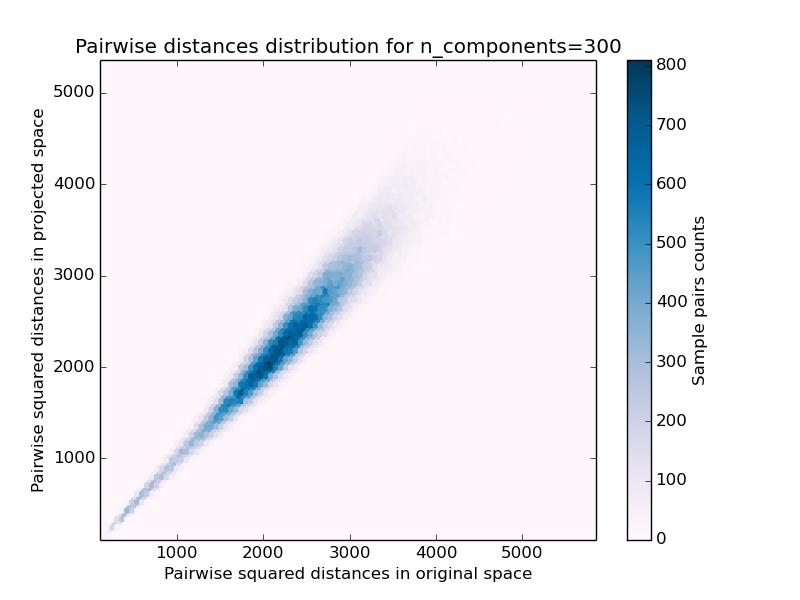 Pairwise distances distribution for n_components=300
Pairwise squared distances in projected space
5000
4000
3000
2000
1000
1000 2000 3000 4000 5000
Pairwise squared distances in original space
800
700
600
500
400
300
200
100
0
Sample pairs counts